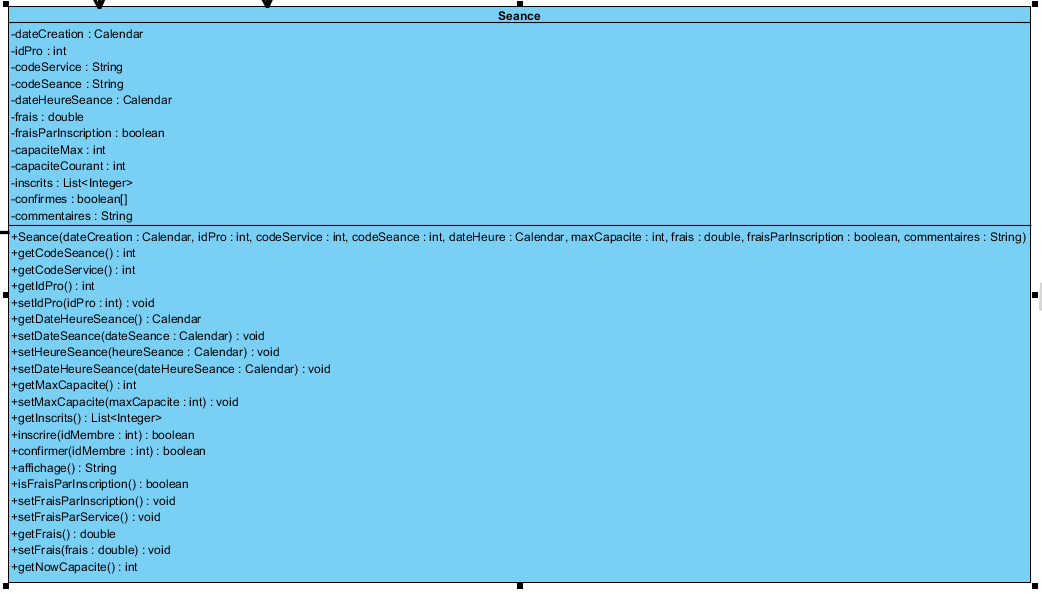 Seance
-dateCreation : Calendar
-idPro : int
-codeService : String
-codeSeance : String
-dateHeureSeance : Calendar
-frais : double
-fraisParInscription : boolean
-capaciteMax : int
-capaciteCourant : int
-inscrits : List<Integer>
-confirmes : boolean[]
-commentaires : String
+Seance(dateCreation : Calendar, idPro : int, codeService : int, codeSeance : int, dateHeure : Calendar, maxCapacite : int, frais : double, fraisParInscription : boolean, commentaires : String)
+getCodeSeance() : int
+getCodeService() : int
+getIdPro() : int
+setIdPro(idPro : int) : void
+getDateHeureSeance() : Calendar
+setDateSeance(dateSeance : Calendar) : void
+setHeureSeance(heureSeance : Calendar) : void
+setDateHeureSeance(dateHeureSeance : Calendar) : void
+getMaxCapacite() : int
+setMaxCapacite(maxCapacite : int) : void
+getInscrits() : List<Integer>
+inscrire(idMembre : int) : boolean
+confirmer(idMembre : int) : boolean
+affichage() : String
+isFraisParInscription() : boolean
+setFraisParInscription() : void
+setFraisParService() : void
+getFrais() : double
+setFrais(frais : double) : void
+getNowCapacite() : int